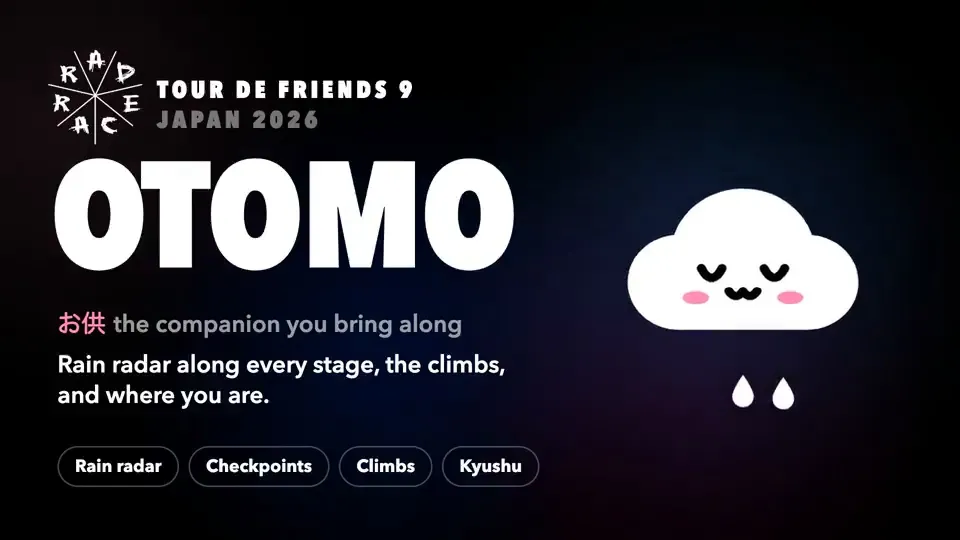 RAD RACE
TOUR DE FRIENDS 9
JAPAN 2026
OTOMO
お供 the companion you bring along
Rain radar along every stage, the climbs,
and where you are.
Rain radar
Checkpoints
Climbs
Kyushu